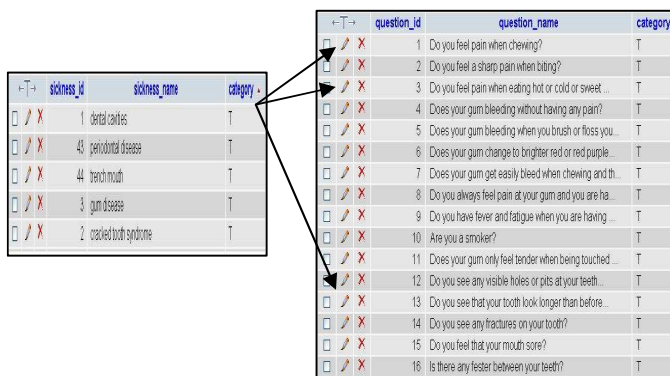 sickness_id sickness_name category
1 dental cavities T
43 periodontal disease T
44 trench mouth T
3 gum disease T
2 cracked tooth syndrome T
question_id question_name category
1 Do you feel pain when chewing? T
2 Do you feel a sharp pain when biting? T
3 Do you feel pain when eating hot or cold or sweet ... T
4 Does your gum bleeding without having any pain? T
5 Does your gum bleeding when you brush or floss you... T
6 Does your gum change to brighter red or red purple... T
7 Does your gum get easily bleed when chewing and th... T
8 Do you always feel pain at your gum and you are ha... T
9 Do you have fever and fatigue when you are having ... T
10 Are you a smoker? T
11 Does your gum only feel tender when being touched ... T
12 Do you see any visible holes or pits at your teeth... T
13 Do you see that your tooth look longer than before... T
14 Do you see any fractures on your tooth? T
15 Do you feel that your mouth sore? T
16 Is there any fester between your teeth? T